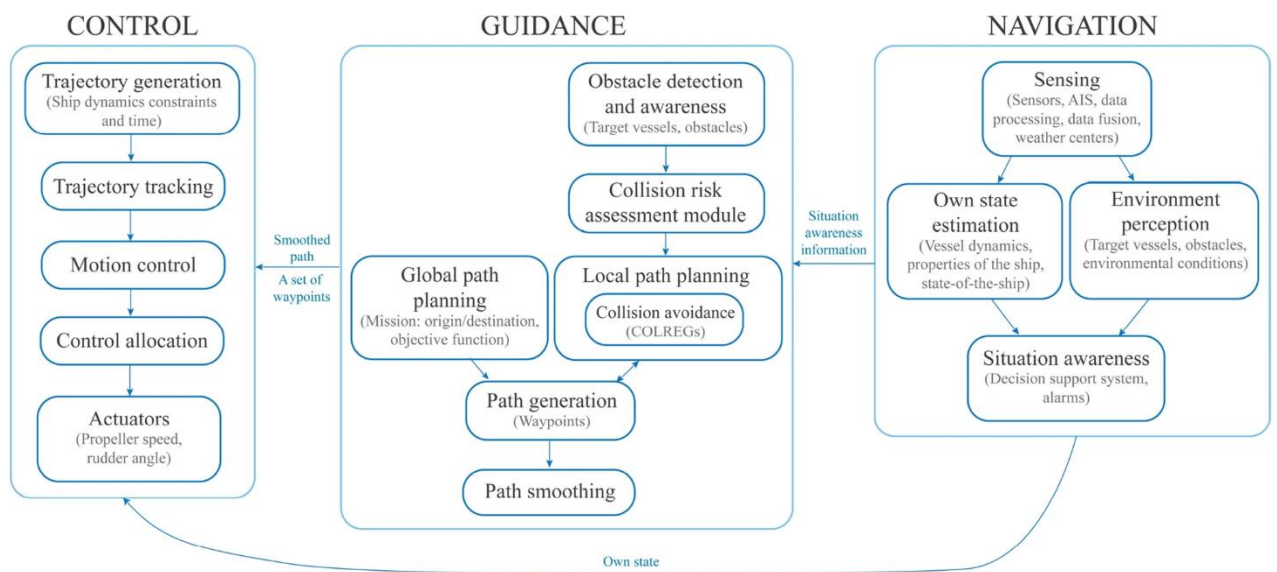 CONTROL
Trajectory generation
(Ship dynamics constraints
and time)
Trajectory tracking
Motion control
Control allocation
Actuators
(Propeller speed,
rudder angle)
Smoothed
path
A set of
waypoints
GUIDANCE
Obstacle detection
and awareness
(Target vessels, obstacles)
Collision risk
assessment module
Global path
planning
(Mission: origin/destination,
objective function)
Local path planning
Collision avoidance
(COLREGs)
Path generation
(Waypoints)
Path smoothing
Situation
awareness
information
NAVIGATION
Sensing
(Sensors, AIS, data
processing, data fusion,
weather centers)
Own state
estimation
(Vessel dynamics,
properties of the ship,
state-of-the-ship)
Environment
perception
(Target vessels, obstacles,
environmental conditions)
Situation awareness
(Decision support system,
alarms)
Own state